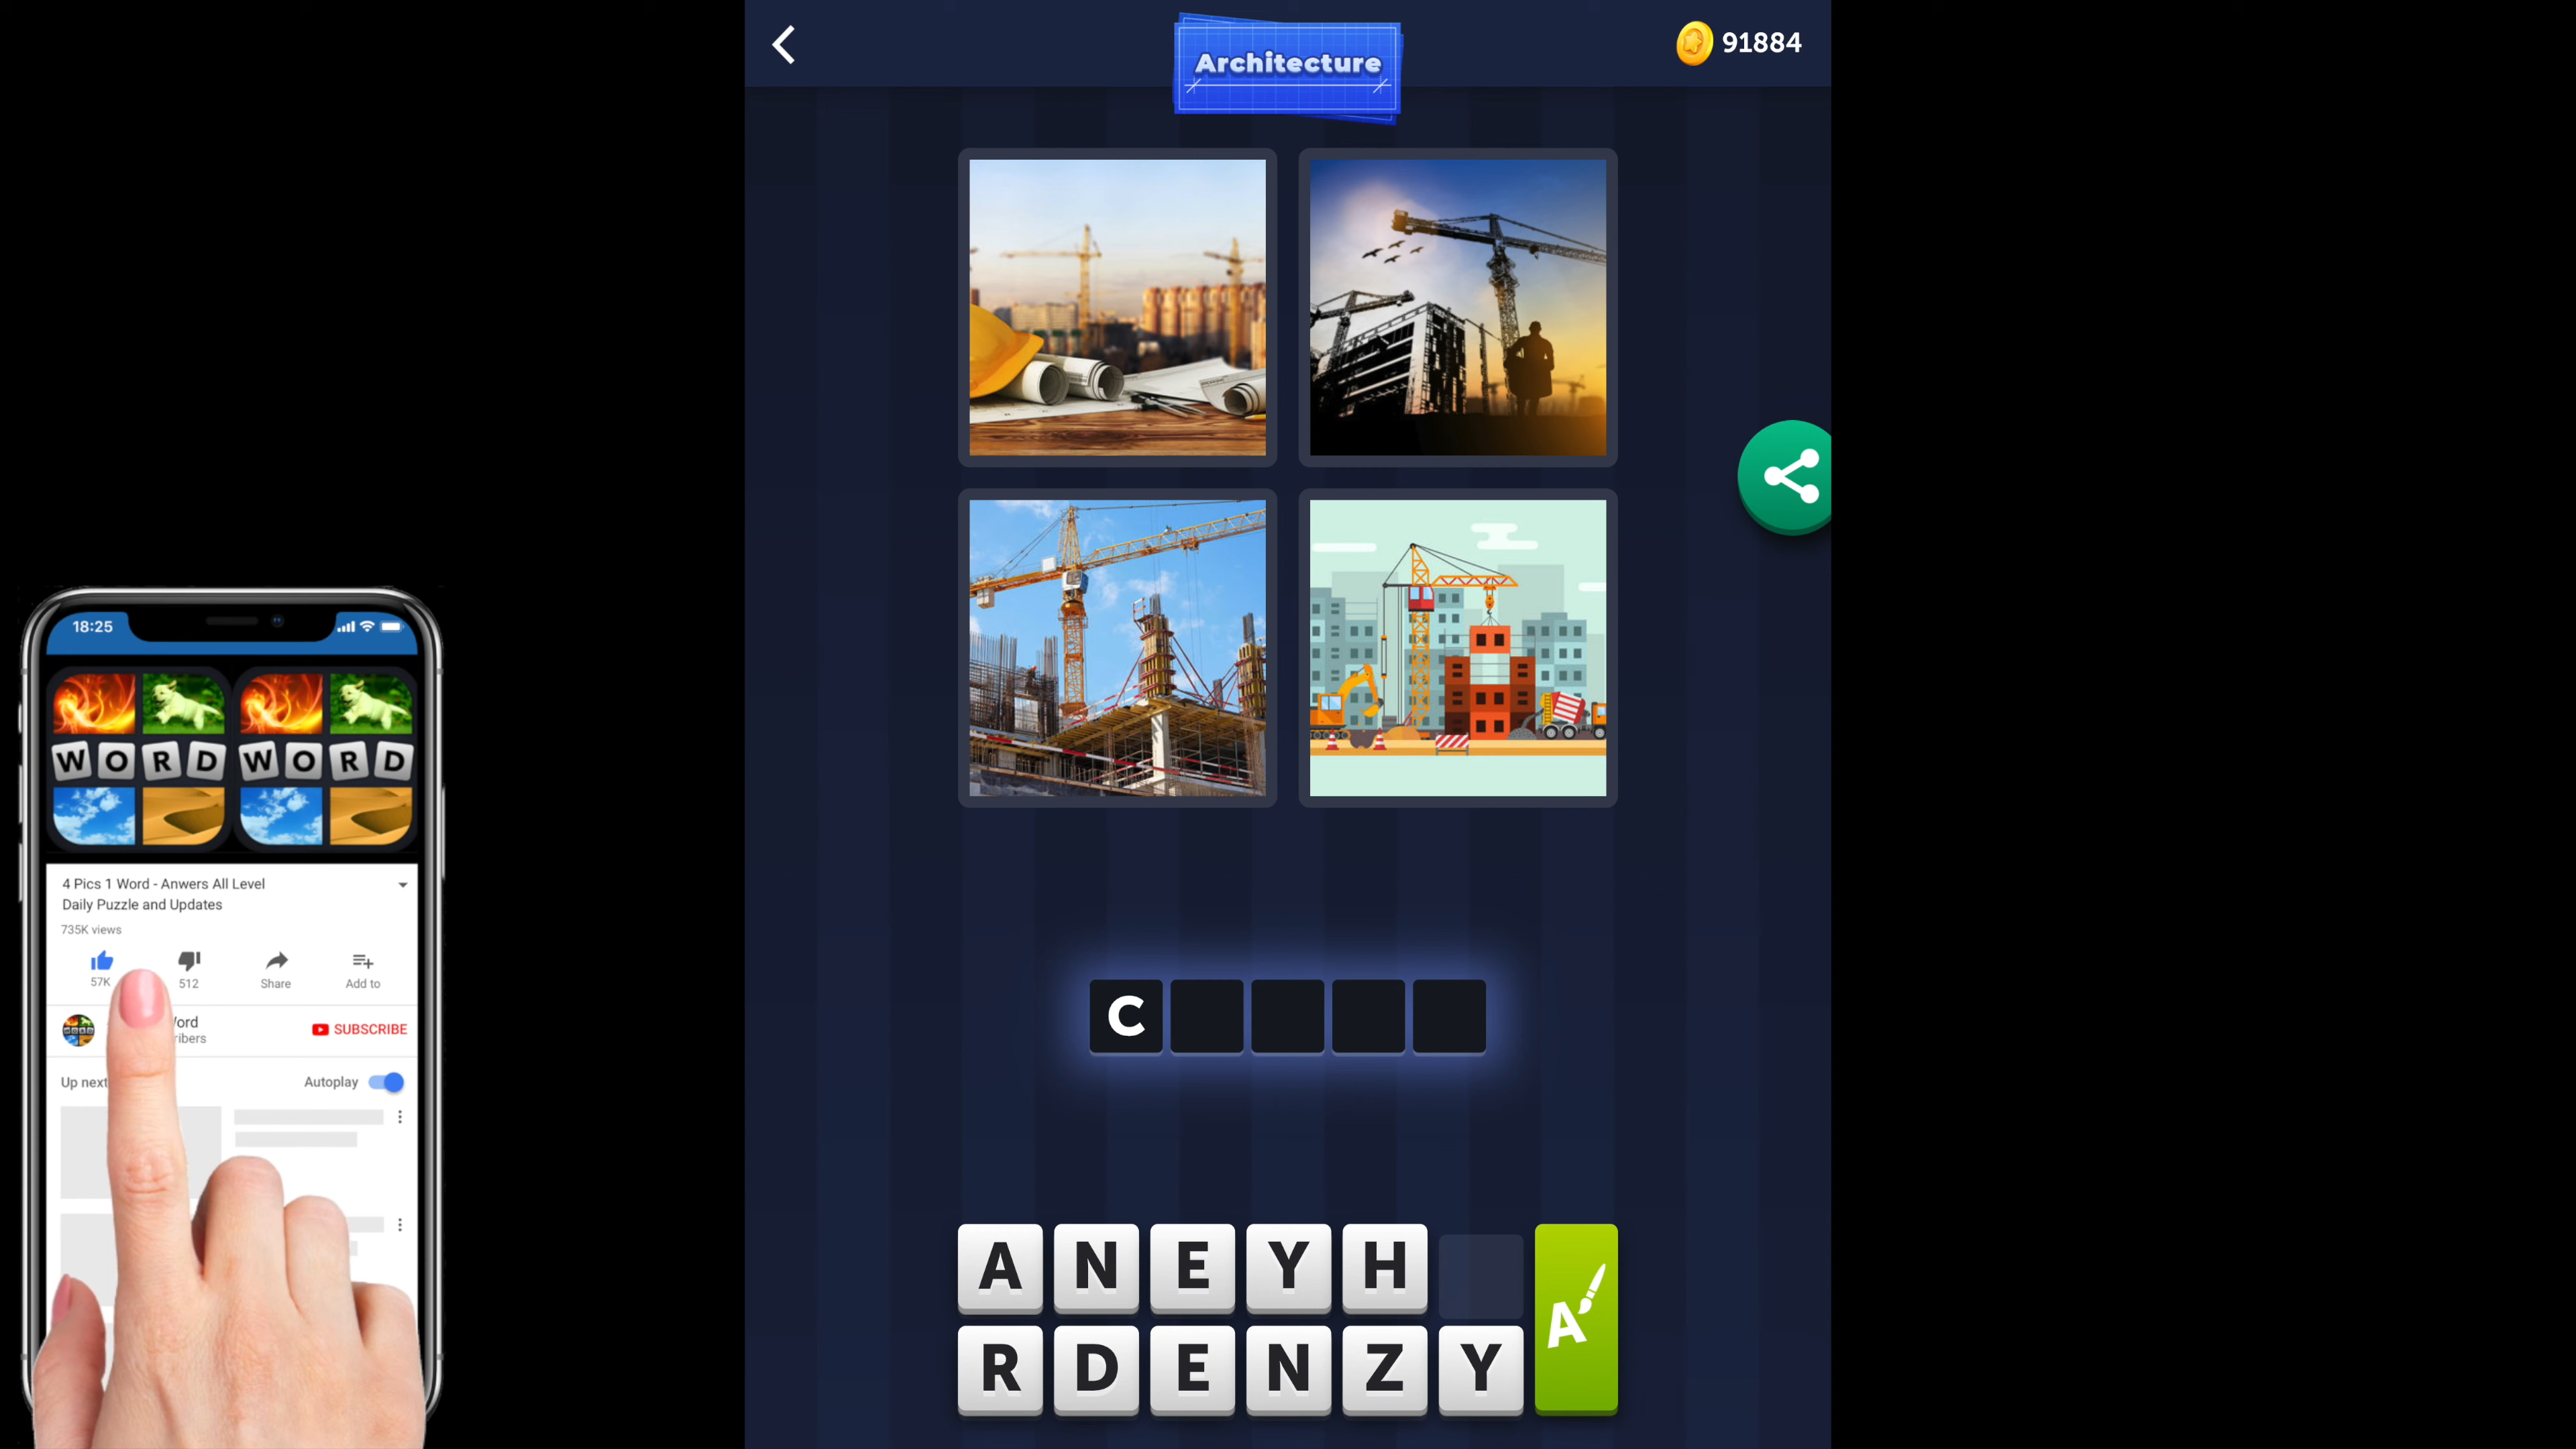 Architecture
91884
18:25
WORD WORD
4 Pics 1 Word - Anwers All Level
Daily Puzzle and Updates
735K views
57K
512
Share
Add to
SUBSCRIBE
Up next
Autoplay
C
A N E Y H
R D E N Z Y
A